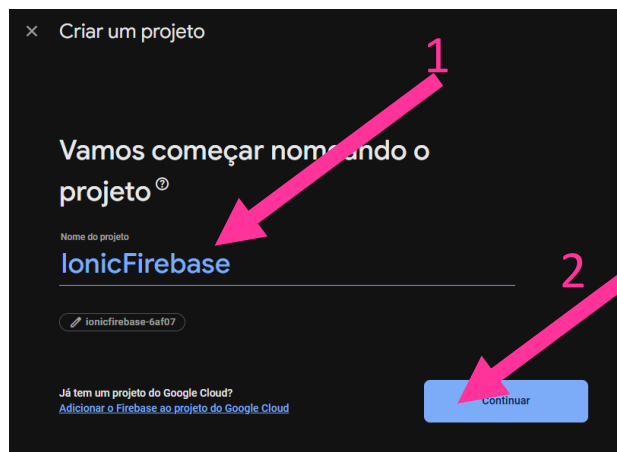 Criar um projeto
1
Vamos começar nomeando o
projeto
Nome do projeto
IonicFirebase
2
ionicfirebase-6af07
Já tem um projeto do Google Cloud?
Adicionar o Firebase ao projeto do Google Cloud
Continuar